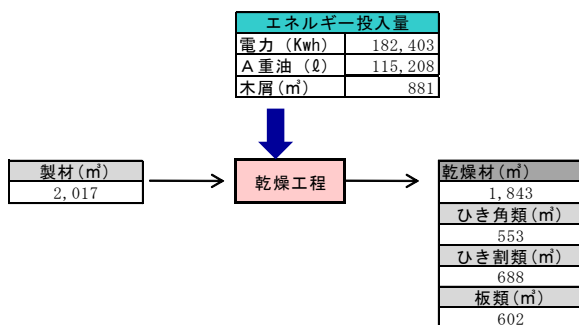 エネルギー投入量
電力(Kwh) 182,403
A重油(ℓ) 115,208
木屑(㎥) 881
製材(㎥)
2,017
乾燥工程
乾燥材(㎥)
1,843
ひき角類(㎥)
553
ひき割類(㎥)
688
板類(㎥)
602